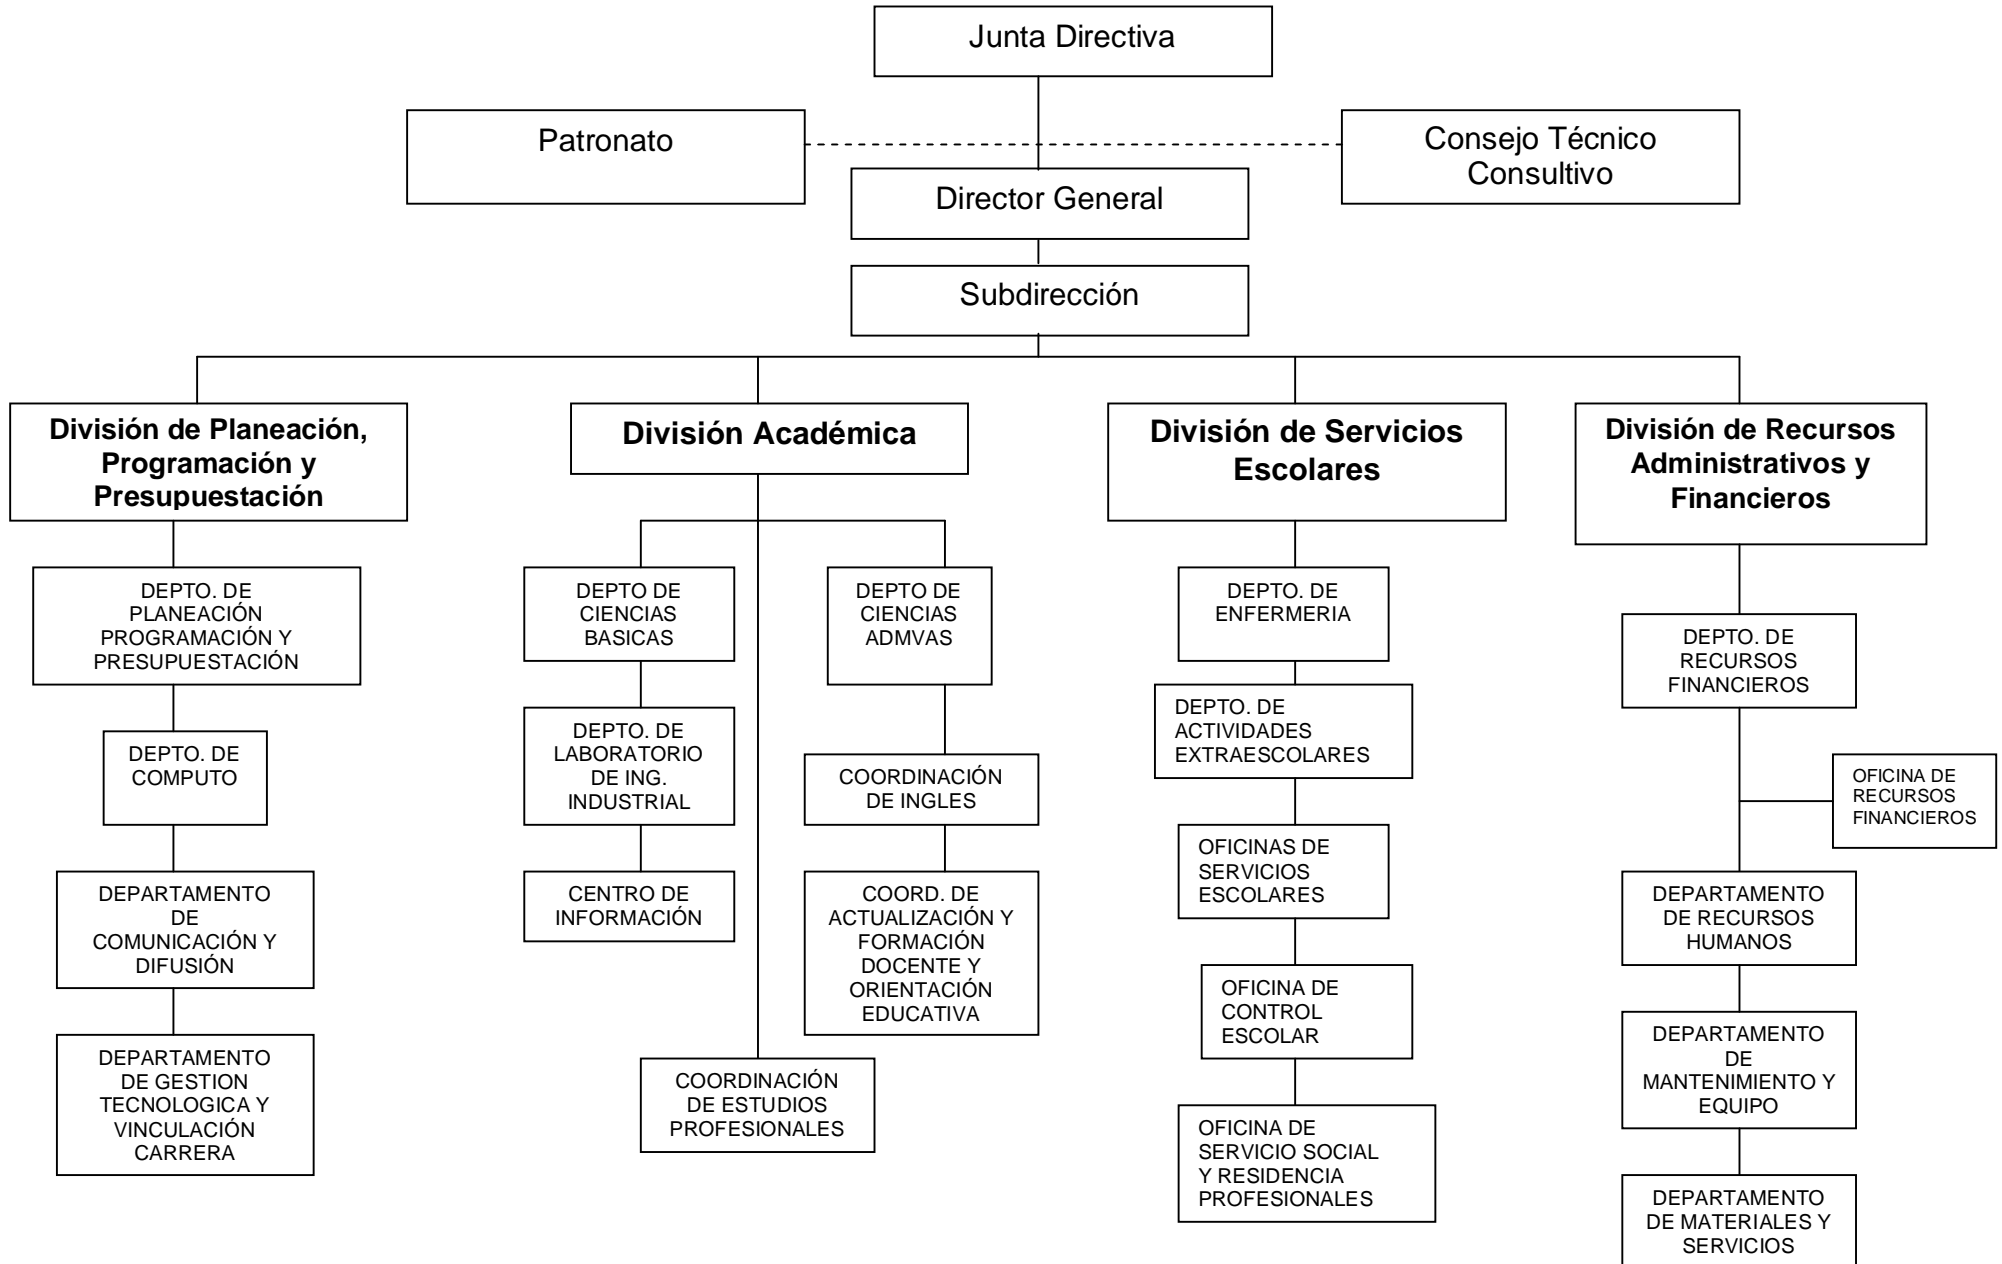 Junta Directiva
Patronato
Consejo Técnico
Consultivo
Director General
Subdirección
División de Planeación,
Programación y
Presupuestación
División Académica
División de Servicios
Escolares
División de Recursos
Administrativos y
Financieros
DEPTO. DE
PLANEACIÓN
PROGRAMACIÓN Y
PRESUPUESTACIÓN
DEPTO. DE
COMPUTO
DEPARTAMENTO
DE
COMUNICACIÓN Y
DIFUSIÓN
DEPARTAMENTO
DE GESTION
TECNOLOGICA Y
VINCULACIÓN
CARRERA
DEPTO DE
CIENCIAS
BASICAS
DEPTO. DE
LABORATORIO
DE ING.
INDUSTRIAL
CENTRO DE
INFORMACIÓN
DEPTO DE
CIENCIAS
ADMVAS
COORDINACIÓN
DE INGLES
COORD. DE
ACTUALIZACIÓN Y
FORMACIÓN
DOCENTE Y
ORIENTACIÓN
EDUCATIVA
COORDINACIÓN
DE ESTUDIOS
PROFESIONALES
DEPTO. DE
ENFERMERIA
DEPTO. DE
ACTIVIDADES
EXTRAESCOLARES
OFICINAS DE
SERVICIOS
ESCOLARES
OFICINA DE
CONTROL
ESCOLAR
OFICINA DE
SERVICIO SOCIAL
Y RESIDENCIA
PROFESIONALES
DEPTO. DE
RECURSOS
FINANCIEROS
OFICINA DE
RECURSOS
FINANCIEROS
DEPARTAMENTO
DE RECURSOS
HUMANOS
DEPARTAMENTO
DE
MANTENIMIENTO Y
EQUIPO
DEPARTAMENTO
DE MATERIALES Y
SERVICIOS